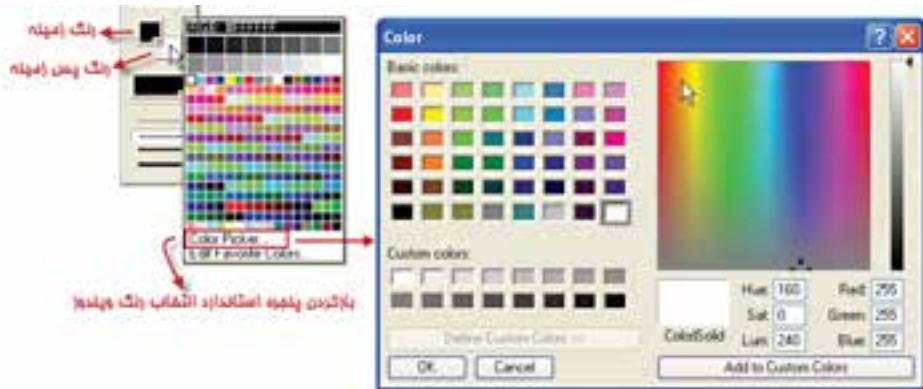 رنگ زمینه
رنگ پس زمینه
Color Picker...
Edit Favorite Colors...
بازکردن پنجره استاندارد انتخاب رنگ ویندوز
Color
Basic colors:
Custom colors:
Define Custom Colors >>
OK
Cancel
Color|Solid
Hue: 160
Sat: 0
Lum: 240
Red: 255
Green: 255
Blue: 255
Add to Custom Colors